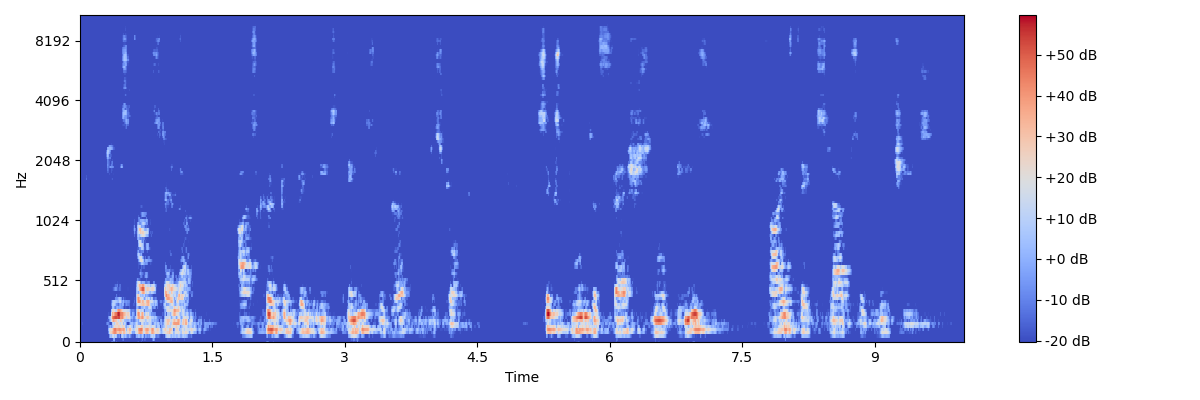 8192
4096
2048
1024
512
0
Hz
0 1.5 3 4.5 6 7.5 9
Time
+50 dB
+40 dB
+30 dB
+20 dB
+10 dB
+0 dB
-10 dB
-20 dB